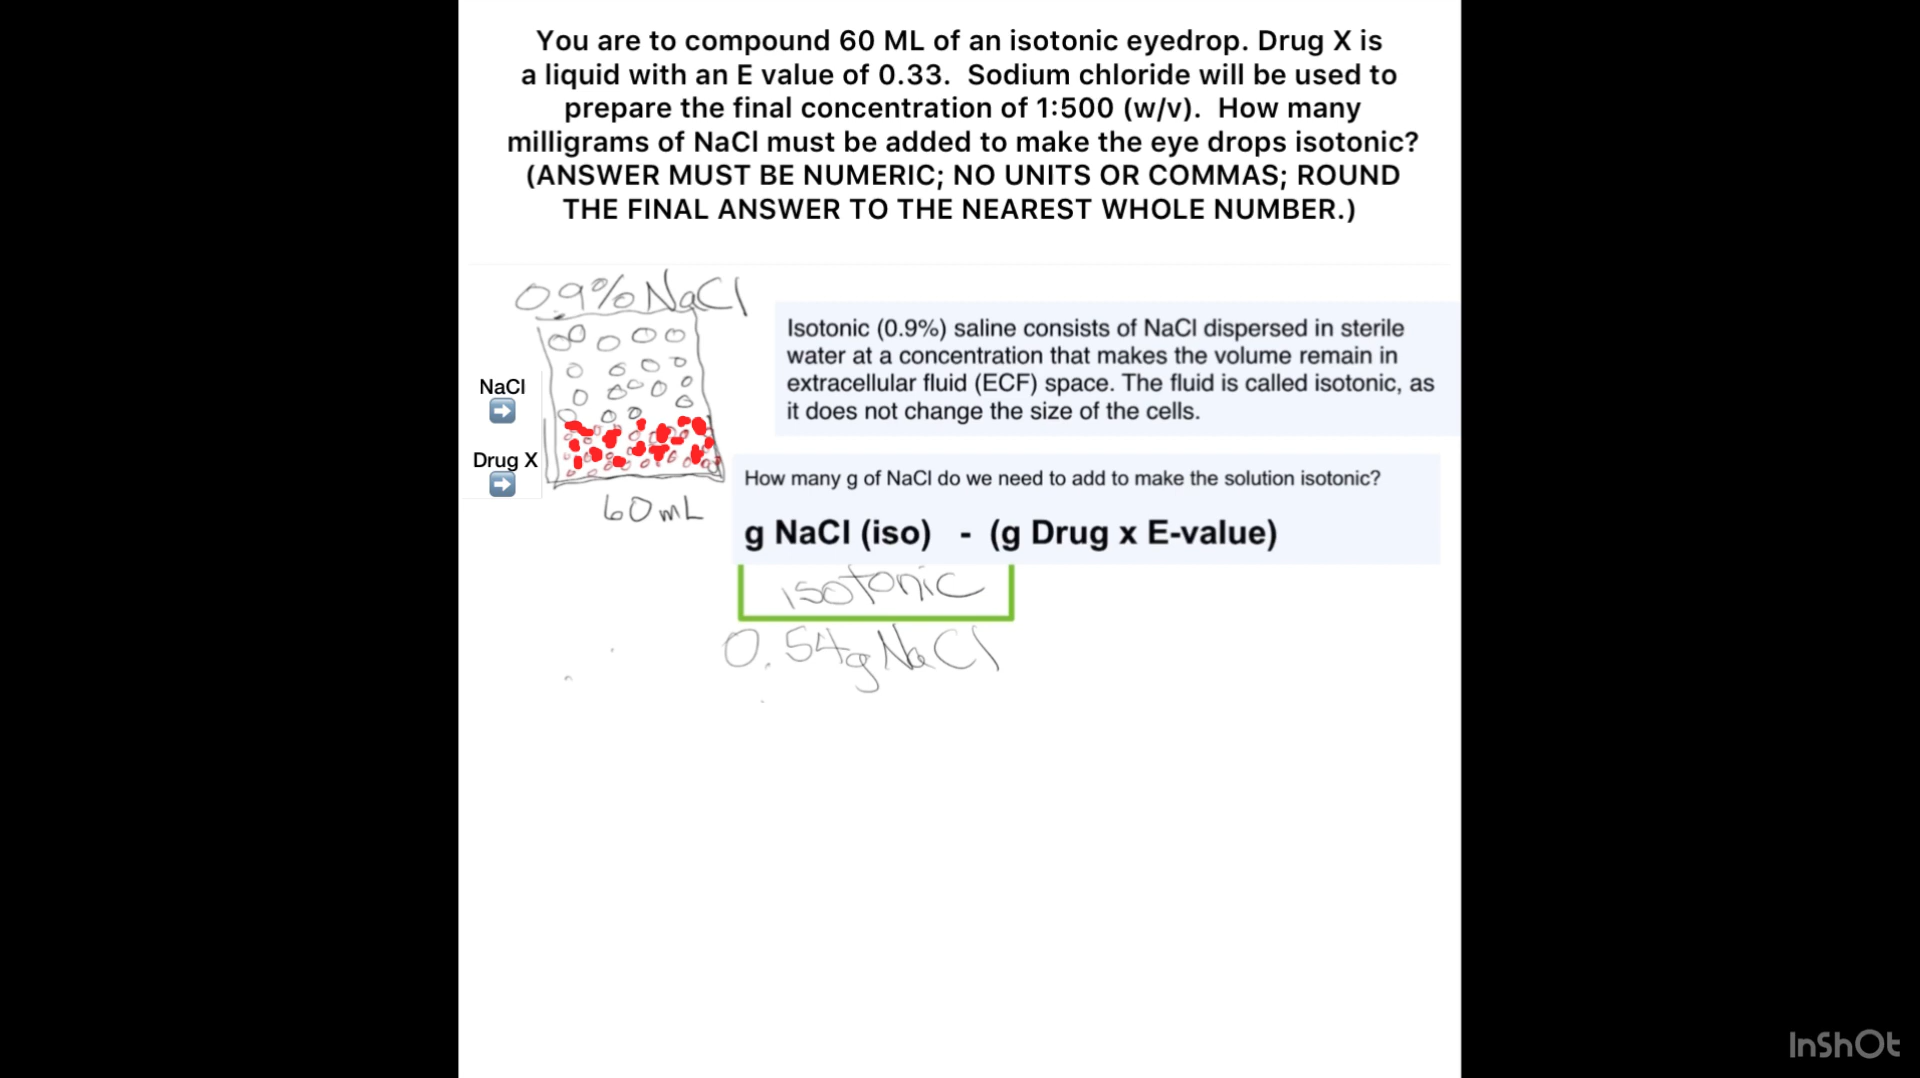 You are to compound 60 ML of an isotonic eyedrop. Drug X is
a liquid with an E value of 0.33. Sodium chloride will be used to
prepare the final concentration of 1:500 (w/v). How many
milligrams of NaCl must be added to make the eye drops isotonic?
(ANSWER MUST BE NUMERIC; NO UNITS OR COMMAS; ROUND
THE FINAL ANSWER TO THE NEAREST WHOLE NUMBER.)
0.9% NaCl
Isotonic (0.9%) saline consists of NaCl dispersed in sterile
water at a concentration that makes the volume remain in
extracellular fluid (ECF) space. The fluid is called isotonic, as
it does not change the size of the cells.
NaCl
Drug X
60 mL
How many g of NaCl do we need to add to make the solution isotonic?
g NaCl (iso) - (g Drug x E-value)
isotonic
0.54g NaCl
InShOt